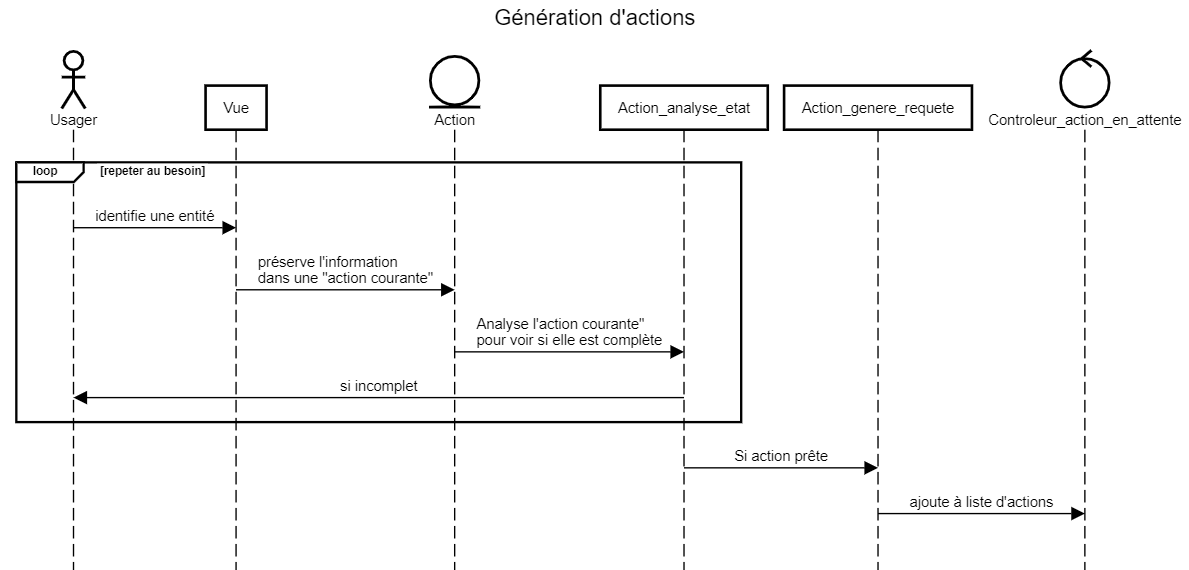 Génération d'actions
Usager
Vue
Action
Action_analyse_etat
Action_genere_requete
Controleur_action_en_attente
loop
[repeter au besoin]
identifie une entité
préserve l'information
dans une "action courante"
Analyse l'action courante"
pour voir si elle est complète
si incomplet
Si action prête
ajoute à liste d'actions